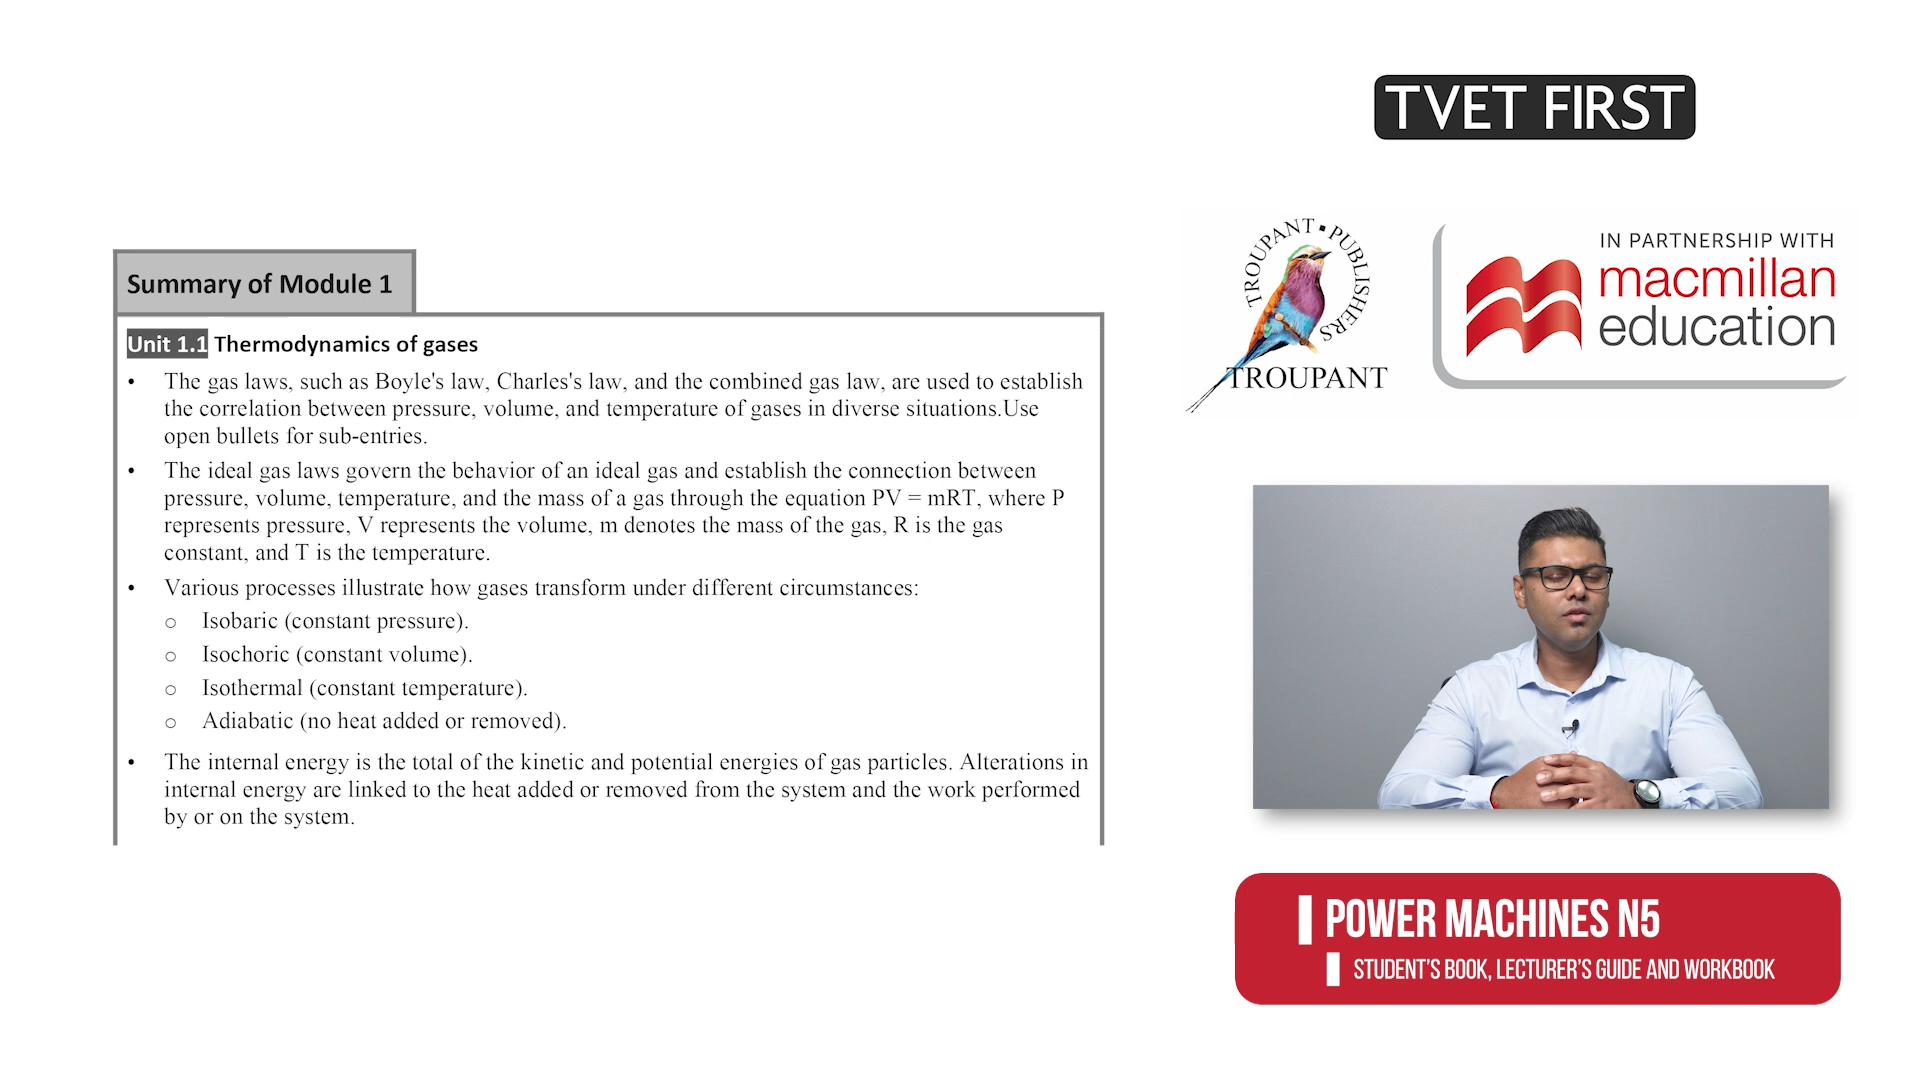 TVET FIRST
TROUPANT PUBLISHERS
TROUPANT
IN PARTNERSHIP WITH
macmillan
education
Summary of Module 1
Unit 1.1 Thermodynamics of gases
• The gas laws, such as Boyle's law, Charles's law, and the combined gas law, are used to establish
the correlation between pressure, volume, and temperature of gases in diverse situations.Use
open bullets for sub-entries.
• The ideal gas laws govern the behavior of an ideal gas and establish the connection between
pressure, volume, temperature, and the mass of a gas through the equation PV = mRT, where P
represents pressure, V represents the volume, m denotes the mass of the gas, R is the gas
constant, and T is the temperature.
• Various processes illustrate how gases transform under different circumstances:
o Isobaric (constant pressure).
o Isochoric (constant volume).
o Isothermal (constant temperature).
o Adiabatic (no heat added or removed).
• The internal energy is the total of the kinetic and potential energies of gas particles. Alterations in
internal energy are linked to the heat added or removed from the system and the work performed
by or on the system.
POWER MACHINES N5
STUDENT'S BOOK, LECTURER'S GUIDE AND WORKBOOK